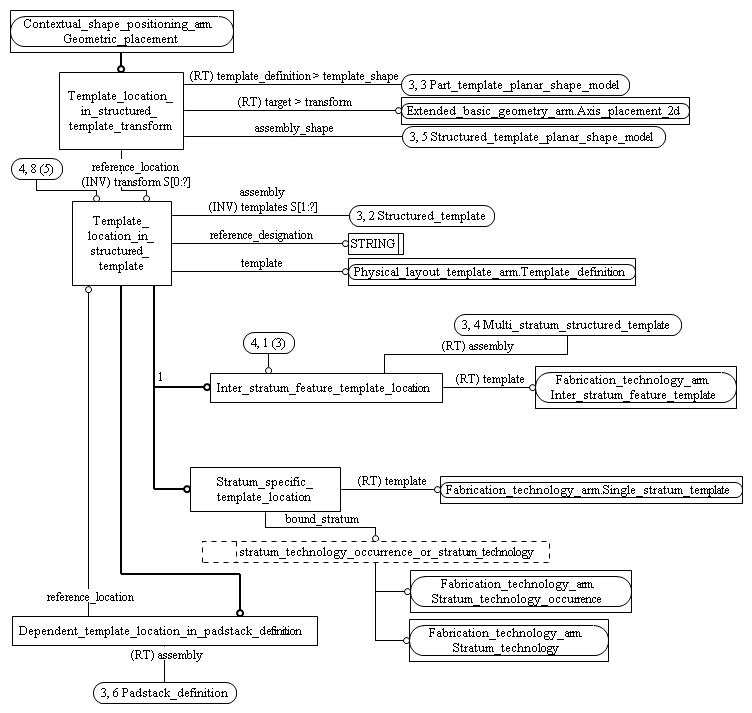 Contextual_shape_positioning_arm.
Geometric_placement
(RT) template_definition > template_shape
3, 3 Part_template_planar_shape_model
Template_location_
in_structured_
template_transform
(RT) target > transform
Extended_basic_geometry_arm.Axis_placement_2d
assembly_shape
3, 5 Structured_template_planar_shape_model
4, 8 (5)
reference_location
(INV) transform S[0:?]
assembly
(INV) templates S[1:?]
3, 2 Structured_template
Template_
location_in_
structured_
template
reference_designation
STRING
template
Physical_layout_template_arm.Template_definition
3, 4 Multi_stratum_structured_template
4, 1 (3)
(RT) assembly
1
Inter_stratum_feature_template_location
(RT) template
Fabrication_technology_arm.
Inter_stratum_feature_template
Stratum_specific_
template_location
(RT) template
Fabrication_technology_arm.Single_stratum_template
bound_stratum
stratum_technology_occurrence_or_stratum_technology
Fabrication_technology_arm.
Stratum_technology_occurrence
reference_location
Dependent_template_location_in_padstack_definition
Fabrication_technology_arm.
Stratum_technology
(RT) assembly
3, 6 Padstack_definition